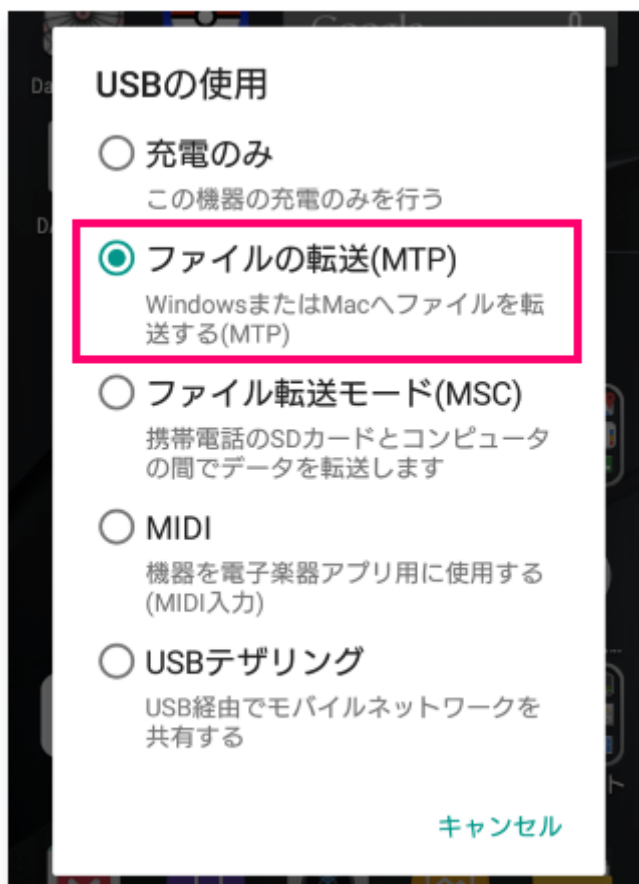 Google
Da
USBの使用
充電のみ
この機器の充電のみを行う
D
ファイルの転送(MTP)
WindowsまたはMacへファイルを転
送する(MTP)
ファイル転送モード(MSC)
携帯電話のSDカードとコンピュータ
の間でデータを転送します
MIDI
機器を電子楽器アプリ用に使用する
(MIDI入力)
USBテザリング
USB経由でモバイルネットワークを
共有する
ト
キャンセル